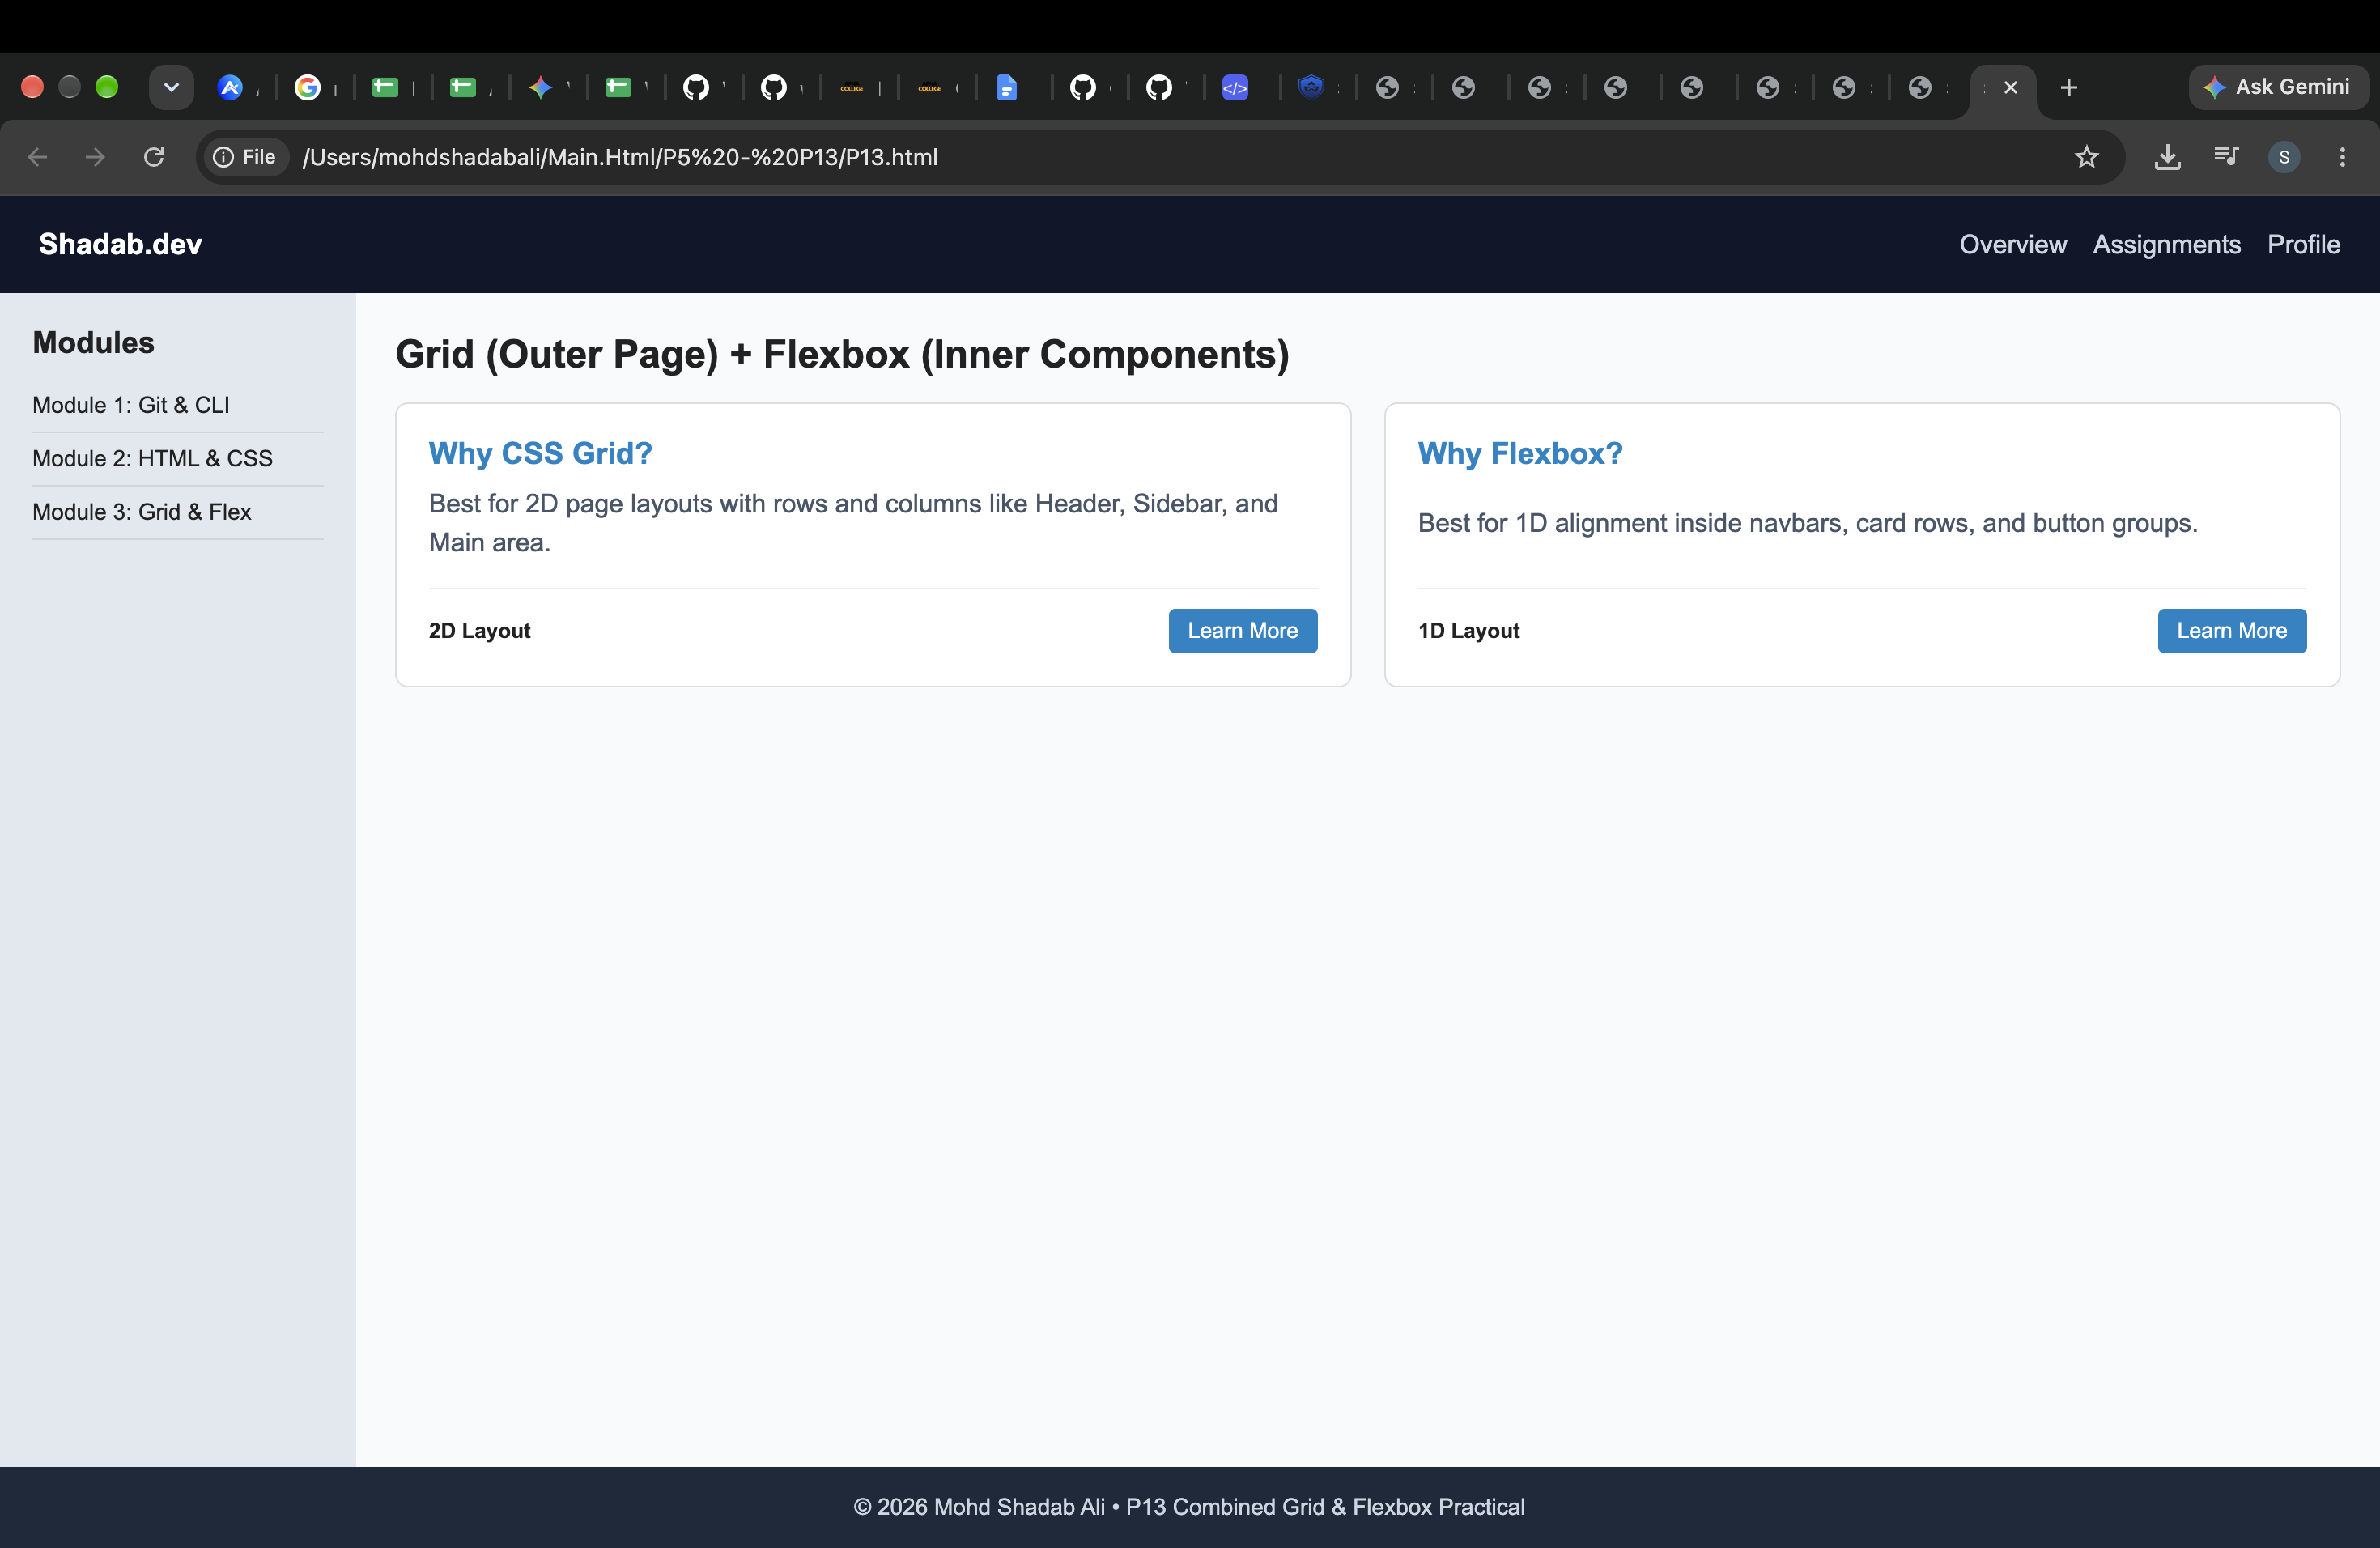 Ask Gemini
File
/Users/mohdshadabali/Main.Html/P5%20-%20P13/P13.html
S
Shadab.dev
Overview Assignments Profile
Modules
Module 1: Git & CLI
Module 2: HTML & CSS
Module 3: Grid & Flex
Grid (Outer Page) + Flexbox (Inner Components)
Why CSS Grid?
Best for 2D page layouts with rows and columns like Header, Sidebar, and
Main area.
2D Layout
Learn More
Why Flexbox?
Best for 1D alignment inside navbars, card rows, and button groups.
1D Layout
Learn More
© 2026 Mohd Shadab Ali • P13 Combined Grid & Flexbox Practical